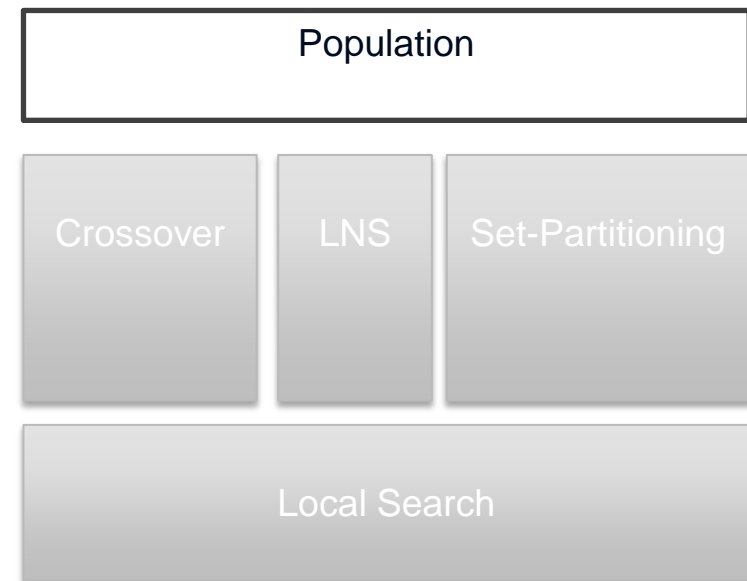 Population
Crossover
LNS
Set-Partitioning
Local Search